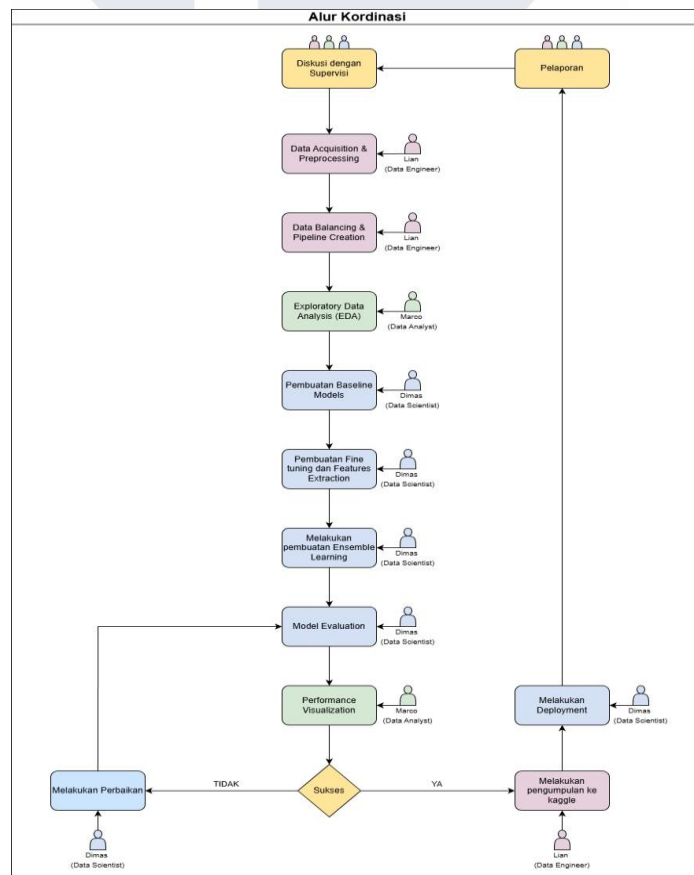 Alur Kordinasi
Diskusi dengan
Supervisi
Pelaporan
Data Acquisition &
Preprocessing
Lian
(Data Engineer)
Data Balancing &
Pipeline Creation
Lian
(Data Engineer)
Exploratory Data
Analysis (EDA)
Marco
(Data Analyst)
Pembuatan Baseline
Models
Dimas
(Data Scientist)
Pembuatan Fine
tuning dan Features
Extraction
Dimas
(Data Scientist)
Melakukan
pembuatan Ensemble
Learning
Dimas
(Data Scientist)
Model Evaluation
Dimas
(Data Scientist)
Performance
Visualization
Marco
(Data Analyst)
Melakukan
Deployment
Dimas
(Data Scientist)
Melakukan Perbaikan
TIDAK
Sukses
YA
Melakukan
pengumpulan ke
kaggle
Dimas
(Data Scientist)
Lian
(Data Engineer)